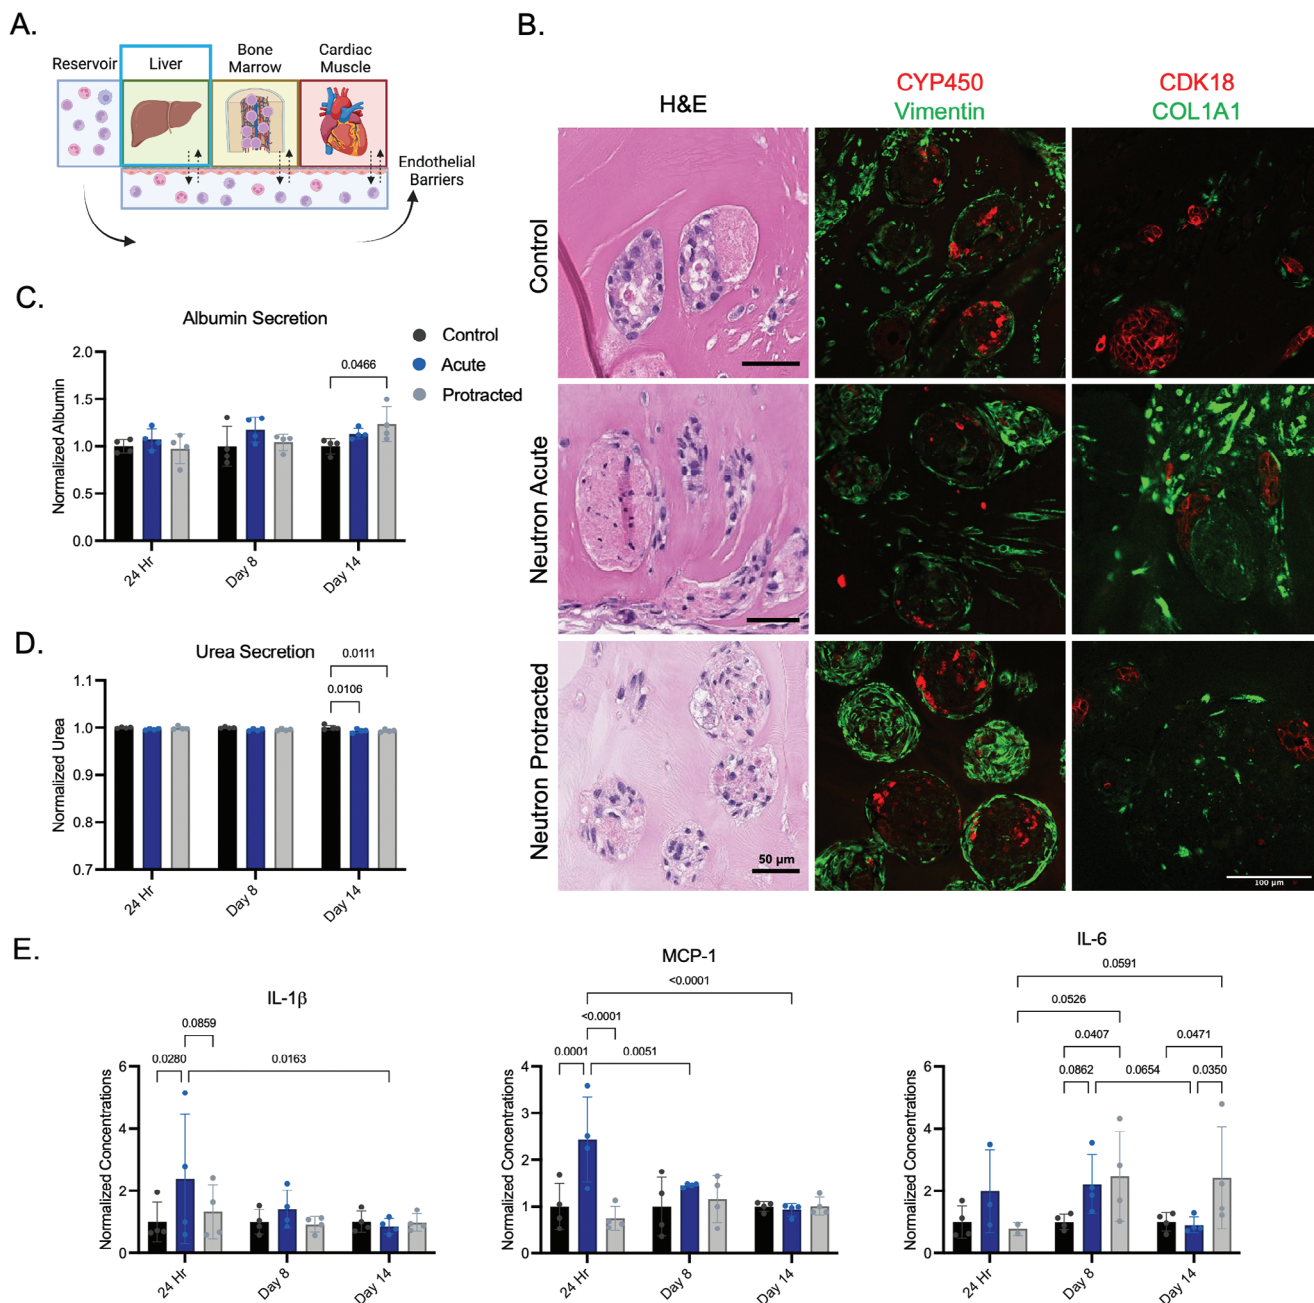 A.
Reservoir
Liver
Bone
Marrow
Cardiac
Muscle
Endothelial
Barriers
B.
H&E
CYP450
Vimentin
CDK18
COL1A1
Control
Neutron Acute
Neutron Protracted
50 µm
100 µm
C.
Albumin Secretion
Control
Acute
Protracted
0.0466
Normalized Albumin
2.0
1.5
1.0
0.5
0.0
24 Hr
Day 8
Day 14
D.
Urea Secretion
0.0111
0.0106
Normalized Urea
1.1
1.0
0.9
0.8
0.7
24 Hr
Day 8
Day 14
E.
IL-1β
0.0859
0.0280
0.0163
Normalized Concentrations
6
4
2
0
24 Hr
Day 8
Day 14
MCP-1
<0.0001
<0.0001
0.0001
0.0051
Normalized Concentrations
4
3
2
1
0
24 Hr
Day 8
Day 14
IL-6
0.0591
0.0526
0.0407
0.0471
0.0862
0.0654
0.0350
Normalized Concentrations
6
4
2
0
24 Hr
Day 8
Day 14